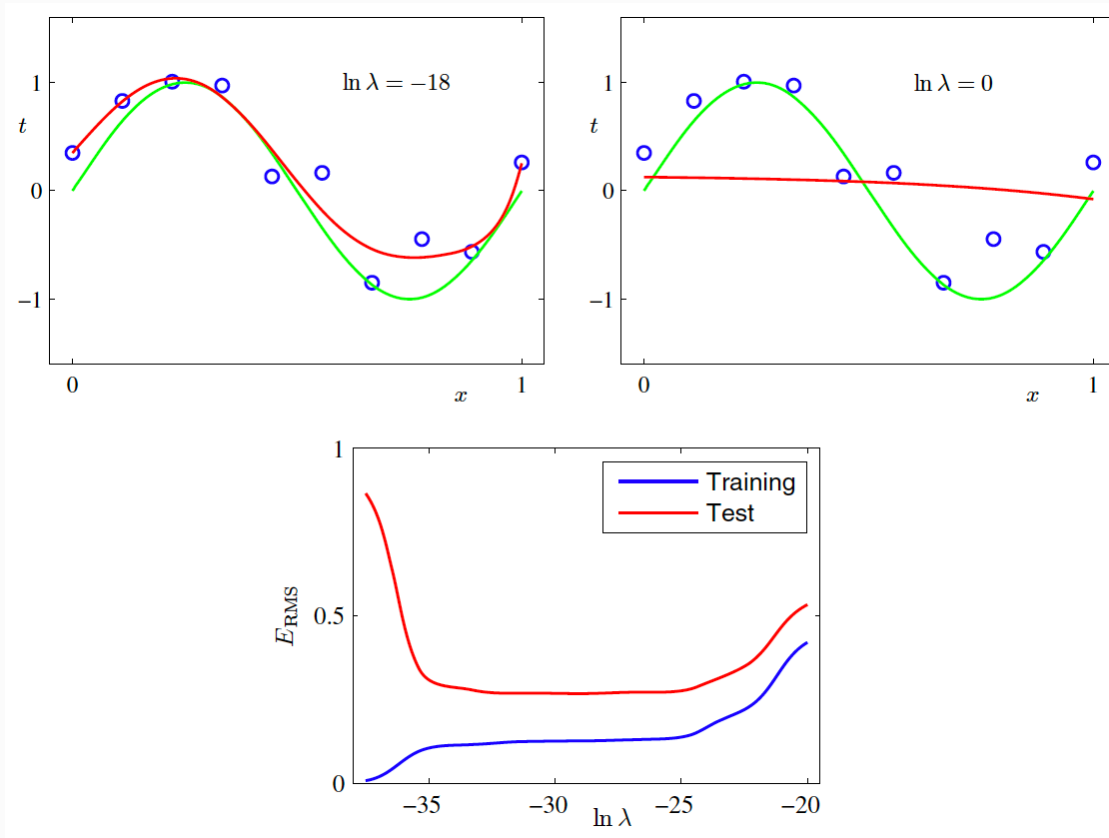 1
ln λ = −18
t
0
−1
0
x
1
1
ln λ = 0
t
0
−1
0
x
1
1
Training
Test
E_RMS
0.5
0
−35
−30
−25
−20
ln λ